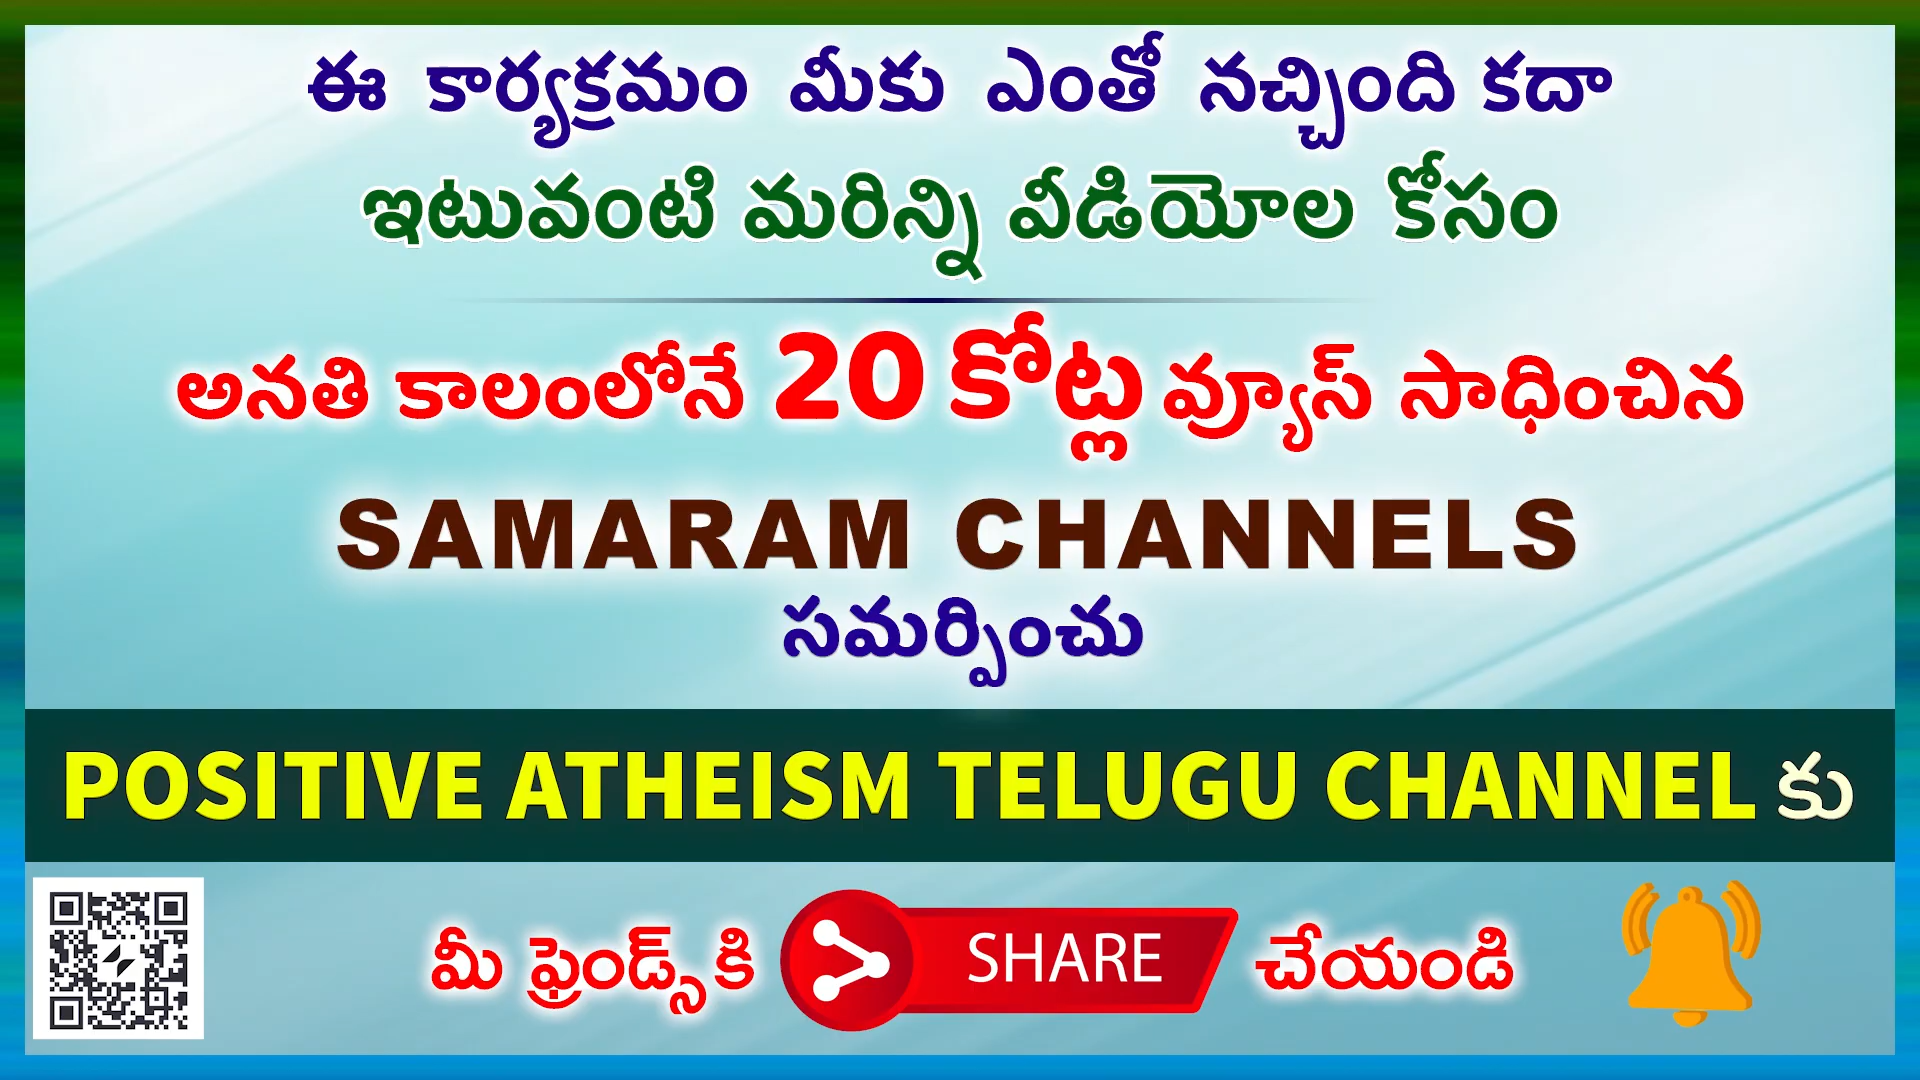 ఈ కార్యక్రమం మీకు ఎంతో నచ్చింది కదా
ఇటువంటి మరిన్ని వీడియోల కోసం
అనతి కాలంలోనే 20 కోట్ల వ్యూస్ సాధించిన
SAMARAM CHANNELS
సమర్పించు
POSITIVE ATHEISM TELUGU CHANNEL కు
మీ ఫ్రెండ్స్ కి SHARE చేయండి